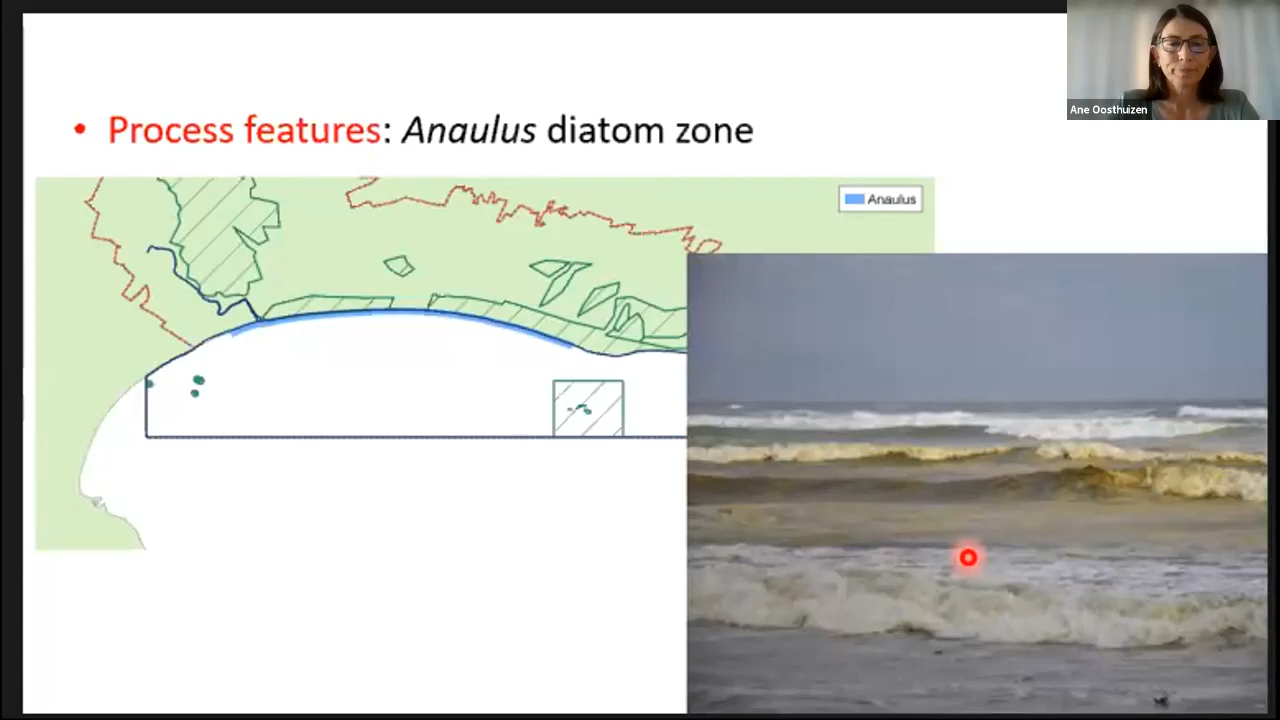 • Process features: Anaulus diatom zone
Anaulus
Ane Oosthuizen